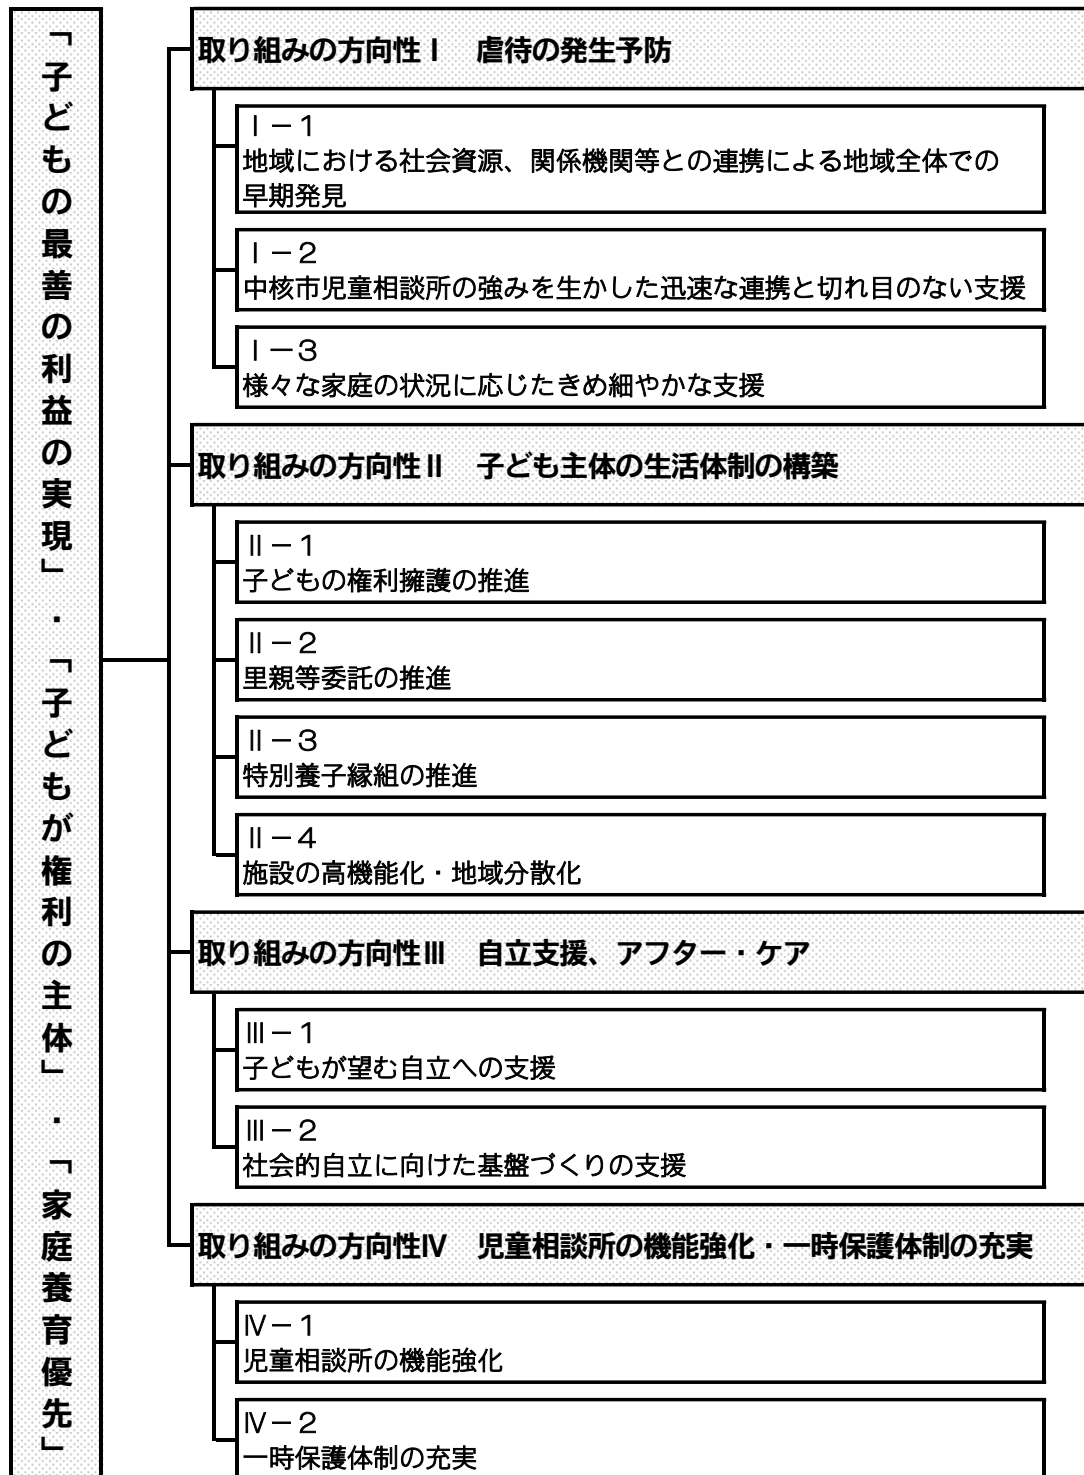 「子どもの最善の利益の実現」・「子どもが権利の主体」・「家庭養育優先」
取り組みの方向性Ⅰ　虐待の発生予防
Ⅰ－1
地域における社会資源、関係機関等との連携による地域全体での
早期発見
Ⅰ－2
中核市児童相談所の強みを生かした迅速な連携と切れ目のない支援
Ⅰ－3
様々な家庭の状況に応じたきめ細やかな支援
取り組みの方向性Ⅱ　子ども主体の生活体制の構築
Ⅱ－1
子どもの権利擁護の推進
Ⅱ－2
里親等委託の推進
Ⅱ－3
特別養子縁組の推進
Ⅱ－4
施設の高機能化・地域分散化
取り組みの方向性Ⅲ　自立支援、アフター・ケア
Ⅲ－1
子どもが望む自立への支援
Ⅲ－2
社会的自立に向けた基盤づくりの支援
取り組みの方向性Ⅳ　児童相談所の機能強化・一時保護体制の充実
Ⅳ－1
児童相談所の機能強化
Ⅳ－2
一時保護体制の充実